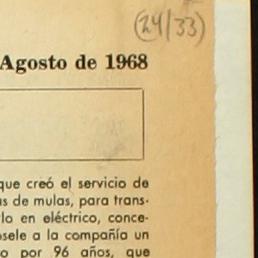 (24/33)
Agosto de 1968
que creó el servicio de
s de mulas, para trans-
lo en eléctrico, conce-
sele a la compañía un
o por 96 años, que